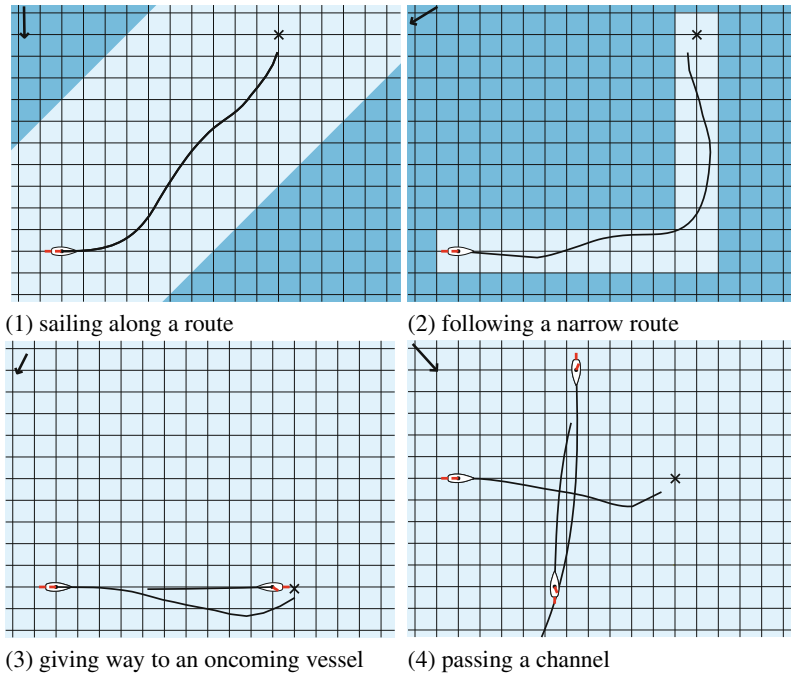 (1) sailing along a route
(2) following a narrow route
(3) giving way to an oncoming vessel
(4) passing a channel